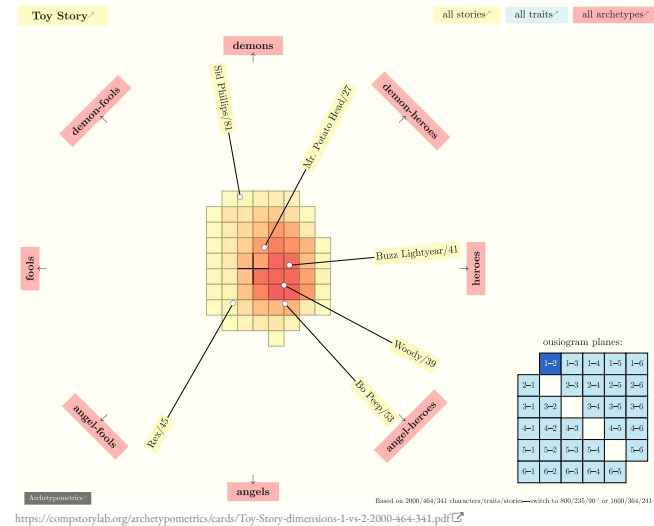 Toy Story↗
all stories↗ all traits↗ all archetypes↗
demons
demon-fools
demon-heroes
Sid Phillips/81
Mr. Potato Head/27
fools
Buzz Lightyear/41
heroes
Woody/39
Bo Peep/53
Rex/45
angel-fools
angel-heroes
angels
ousiogram planes:
1–2 1–3 1–4 1–5 1–6
2–1 2–3 2–4 2–5 2–6
3–1 3–2 3–4 3–5 3–6
4–1 4–2 4–3 4–5 4–6
5–1 5–2 5–3 5–4 5–6
6–1 6–2 6–3 6–4 6–5
Archetypometrics↗
Based on 2000/464/341 characters/traits/stories—switch to 800/235/90↗ or 1600/364/241↗
https://compstorylab.org/archetypometrics/cards/Toy-Story-dimensions-1-vs-2-2000-464-341.pdf